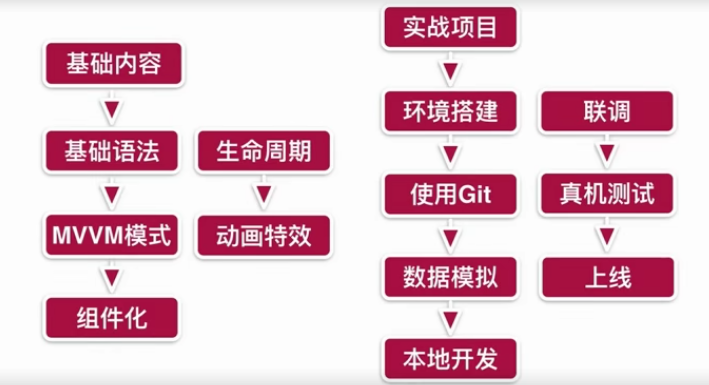 基础内容
基础语法
MVVM模式
组件化
生命周期
动画特效
实战项目
环境搭建
使用Git
数据模拟
本地开发
联调
真机测试
上线